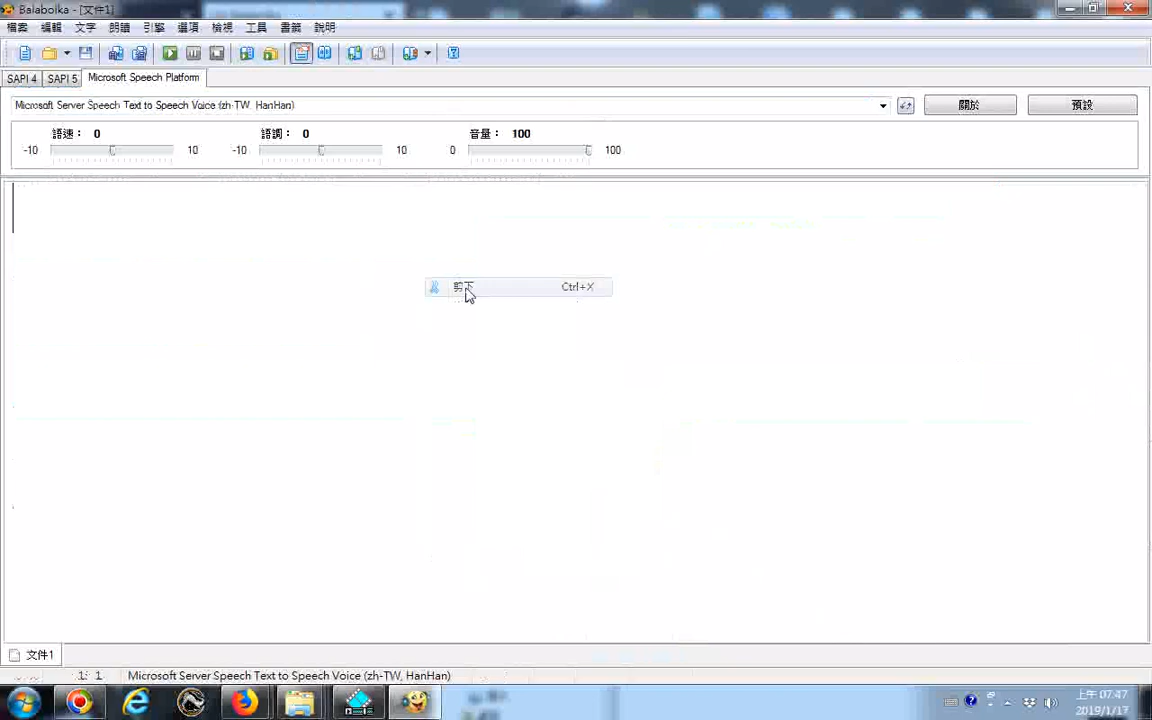 Balabolka - [文件1]
檔案 編輯 文字 朗讀 引擎 選項 檢視 工具 書籤 說明
SAPI 4 SAPI 5 Microsoft Speech Platform
Microsoft Server Speech Text to Speech Voice (zh-TW, HanHan) 關於 預設
語速： 0 語調： 0 音量： 100
-10 10 -10 10 0 100
剪下 Ctrl+X
文件1
1: 1 Microsoft Server Speech Text to Speech Voice (zh-TW, HanHan)
上午 07:47
2019/1/17